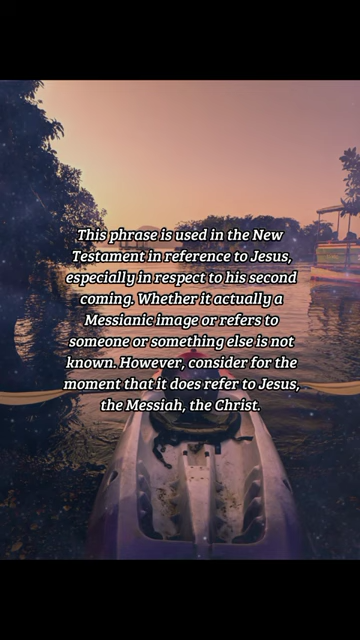 This phrase is used in the New
Testament in reference to Jesus,
especially in respect to his second
coming. Whether it actually a
Messianic image or refers to
someone or something else is not
known. However, consider for the
moment that it does refer to Jesus,
the Messiah, the Christ.